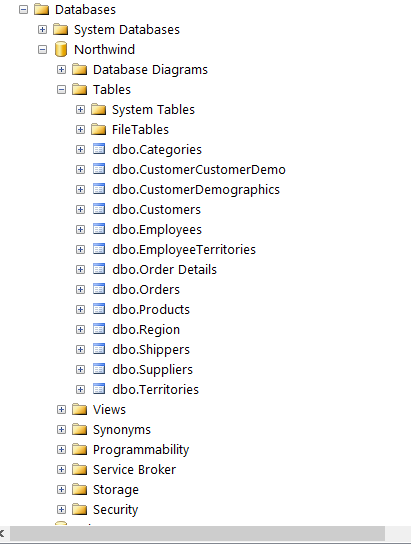 Databases
System Databases
Northwind
Database Diagrams
Tables
System Tables
FileTables
dbo.Categories
dbo.CustomerCustomerDemo
dbo.CustomerDemographics
dbo.Customers
dbo.Employees
dbo.EmployeeTerritories
dbo.Order Details
dbo.Orders
dbo.Products
dbo.Region
dbo.Shippers
dbo.Suppliers
dbo.Territories
Views
Synonyms
Programmability
Service Broker
Storage
Security